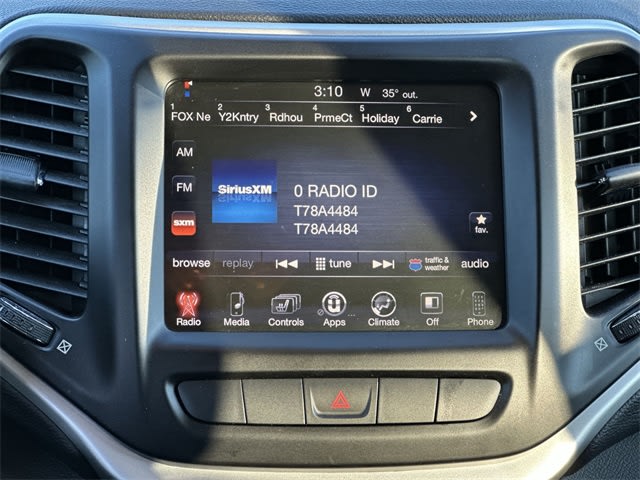 3:10 W 35° out.
1 2 3 4 5 6
FOX Ne Y2Kntry Rdhou PrmeCt Holiday Carrie
AM
FM
sxm
SiriusXM
0 RADIO ID
T78A4484
T78A4484
fav.
browse replay tune traffic & weather audio
Radio Media Controls Apps Climate Off Phone